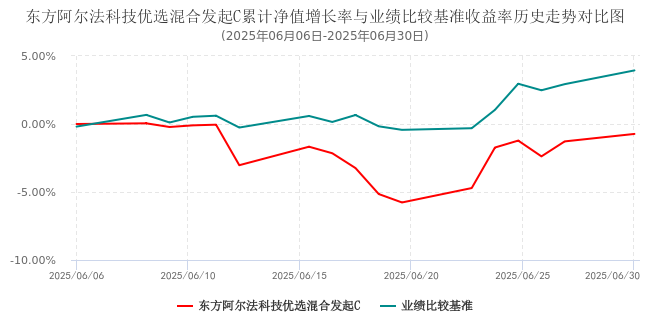 东方阿尔法科技优选混合发起C累计净值增长率与业绩比较基准收益率历史走势对比图
(2025年06月06日-2025年06月30日)
5.00%
0.00%
-5.00%
-10.00%
2025/06/06 2025/06/10 2025/06/15 2025/06/20 2025/06/25 2025/06/30
东方阿尔法科技优选混合发起C 业绩比较基准